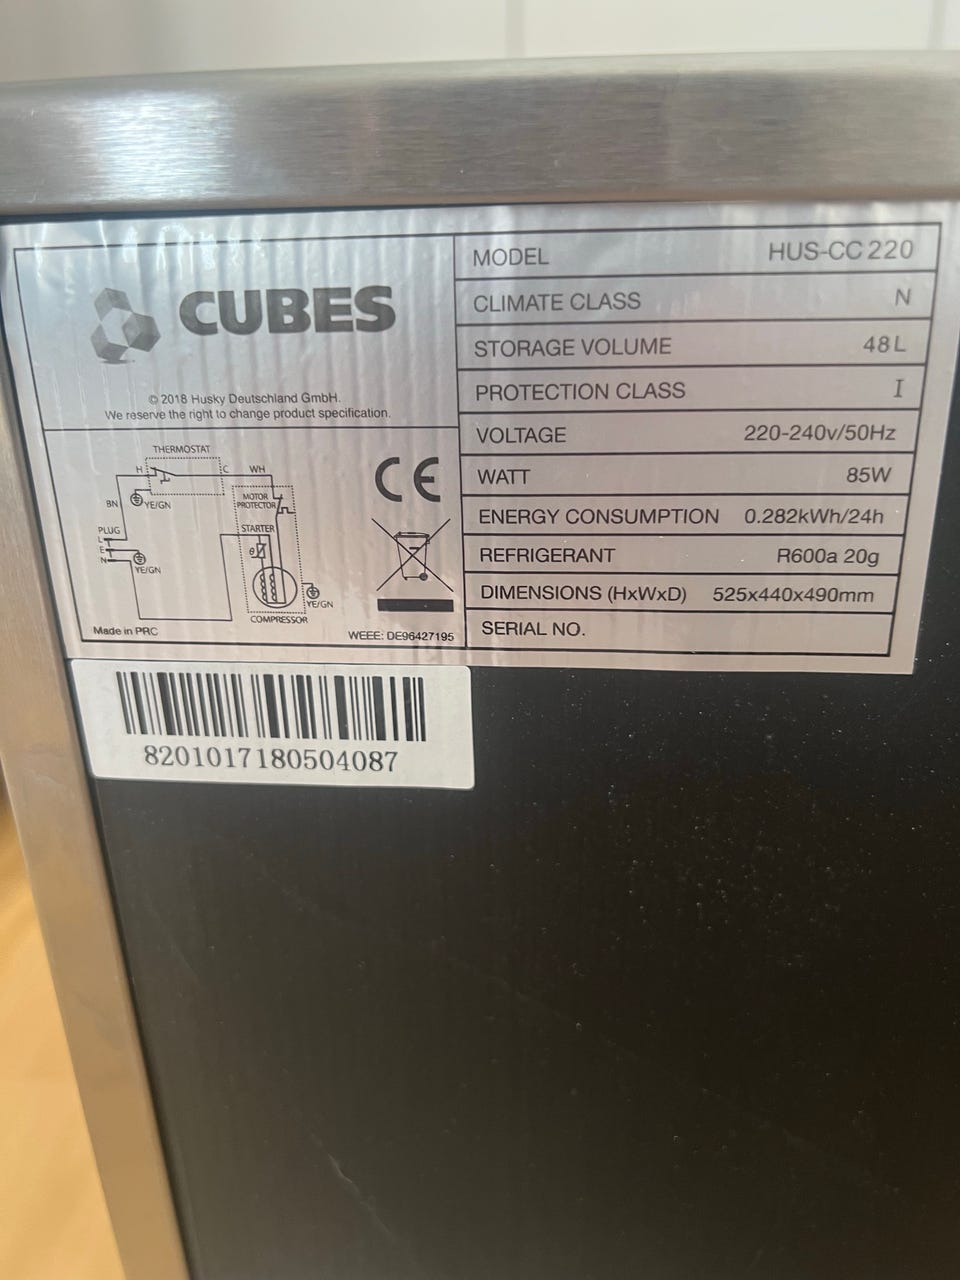 CUBES
© 2018 Husky Deutschland GmbH.
We reserve the right to change product specification.
THERMOSTAT
H C WH
BN YE/GN
MOTOR
PROTECTOR
PLUG
STARTER
L
E
N
θ
YE/GN
YE/GN
COMPRESSOR
Made in PRC
CE
WEEE: DE96427195
MODEL HUS-CC 220
CLIMATE CLASS N
STORAGE VOLUME 48L
PROTECTION CLASS I
VOLTAGE 220-240v/50Hz
WATT 85W
ENERGY CONSUMPTION 0.282kWh/24h
REFRIGERANT R600a 20g
DIMENSIONS (HxWxD) 525x440x490mm
SERIAL NO.
8201017180504087